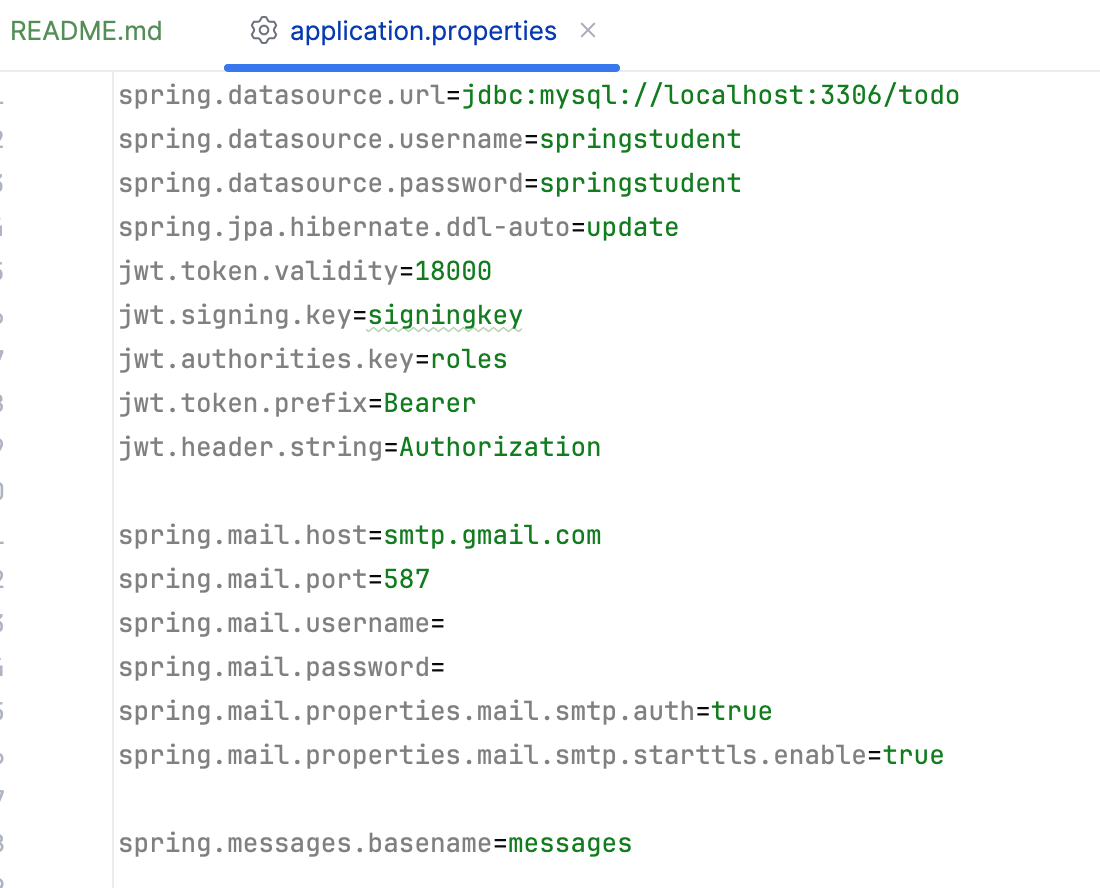 README.md
application.properties
spring.datasource.url=jdbc:mysql://localhost:3306/todo
spring.datasource.username=springstudent
spring.datasource.password=springstudent
spring.jpa.hibernate.ddl-auto=update
jwt.token.validity=18000
jwt.signing.key=signingkey
jwt.authorities.key=roles
jwt.token.prefix=Bearer
jwt.header.string=Authorization
spring.mail.host=smtp.gmail.com
spring.mail.port=587
spring.mail.username=
spring.mail.password=
spring.mail.properties.mail.smtp.auth=true
spring.mail.properties.mail.smtp.starttls.enable=true
spring.messages.basename=messages